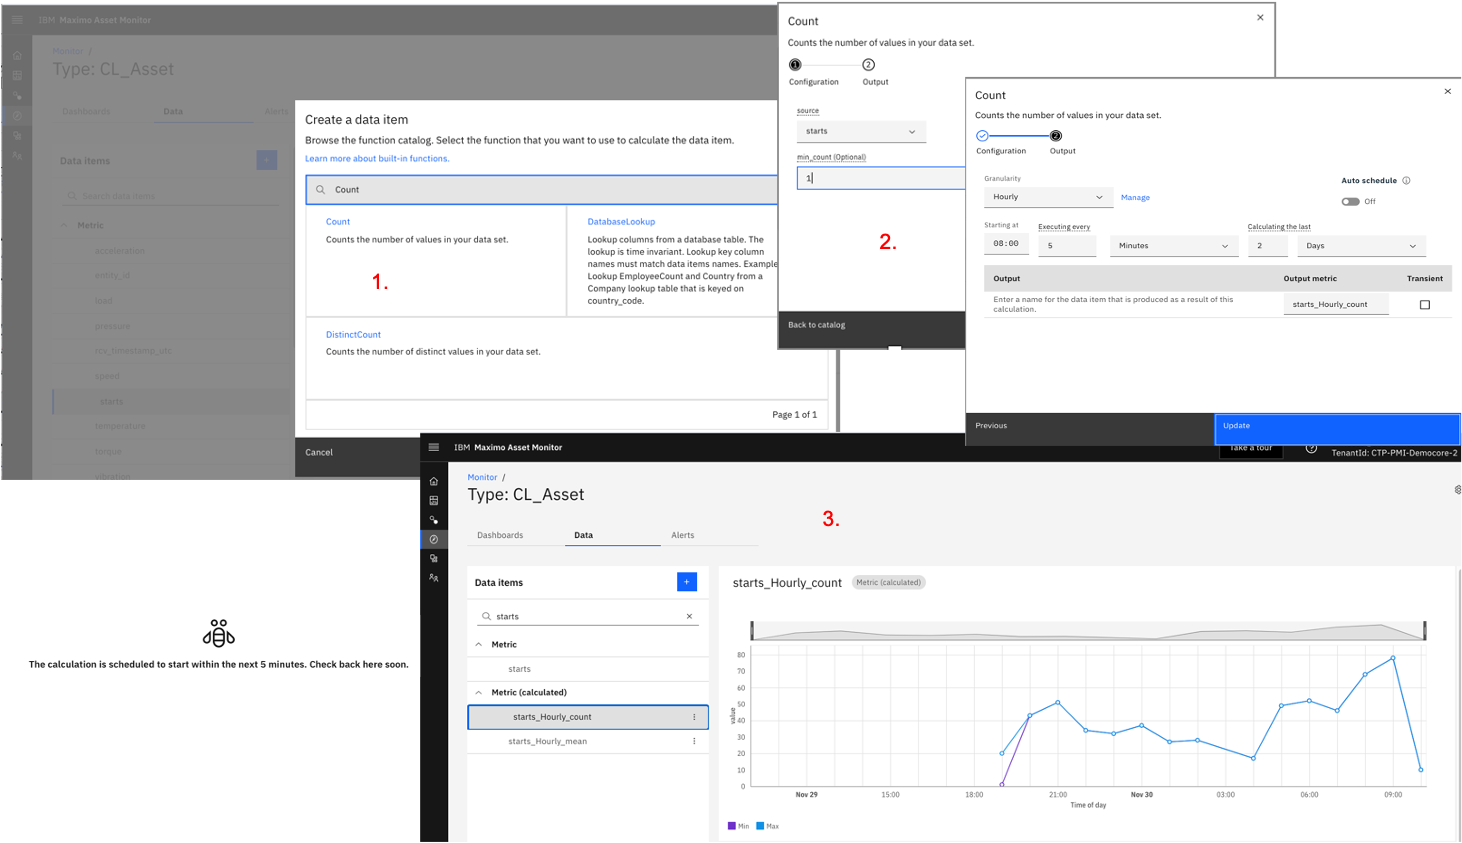 IBM Maximo Asset Monitor
Monitor /
Type: CL_Asset
Dashboards
Data
Alerts
Data items
+
Search data items
Metric
acceleration
entity_id
load
pressure
rcv_timestamp_utc
speed
starts
temperature
torque
vibration
Create a data item
Browse the function catalog. Select the function that you want to use to calculate the data item.
Learn more about built-in functions.
Count
Count
Counts the number of values in your data set.
1.
DatabaseLookup
Lookup columns from a database table. The
lookup is time invariant. Lookup key column
names must match data items names. Example
Lookup EmployeeCount and Country from a
Company lookup table that is keyed on
country_code.
DistinctCount
Counts the number of distinct values in your data set.
Page 1 of 1
Cancel
Count
Counts the number of values in your data set.
1
2
Configuration
Output
source
starts
min_count (Optional)
1
2.
Back to catalog
Count
Counts the number of values in your data set.
2
Configuration
Output
Granularity
Hourly
Manage
Auto schedule
Off
Starting at
Executing every
Calculating the last
08:00
5
Minutes
2
Days
Output
Output metric
Transient
Enter a name for the data item that is produced as a result of this
calculation.
starts_Hourly_count
Previous
Update
IBM Maximo Asset Monitor
Take a tour
TenantId: CTP-PMI-Democore-2
Monitor /
Type: CL_Asset
3.
Dashboards
Data
Alerts
Data items
+
starts
Metric
starts
Metric (calculated)
starts_Hourly_count
starts_Hourly_mean
starts_Hourly_count
Metric (calculated)
80
70
60
50
40
30
20
10
0
value
Nov 29
15:00
18:00
21:00
Nov 30
03:00
06:00
09:00
Time of day
Min
Max
The calculation is scheduled to start within the next 5 minutes. Check back here soon.